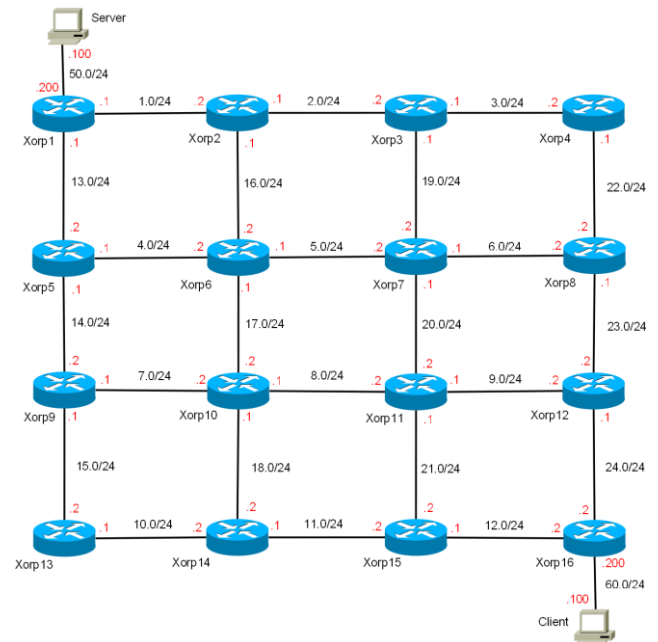 Server
.100
50.0/24
.200
.1 1.0/24 .2 .1 2.0/24 .2 .1 3.0/24 .2
Xorp1 .1 Xorp2 .1 Xorp3 .1 Xorp4
13.0/24 16.0/24 19.0/24 22.0/24
.2 .2 .2 .2
.1 4.0/24 .2 .1 5.0/24 .2 .1 6.0/24 .2
Xorp5 .1 Xorp6 .1 Xorp7 .1 Xorp8 .1
14.0/24 17.0/24 20.0/24 23.0/24
.2 .2 .2 .2
.1 7.0/24 .2 .1 8.0/24 .2 .1 9.0/24 .2
Xorp9 .1 Xorp10 .1 Xorp11 .1 Xorp12 .1
15.0/24 18.0/24 21.0/24 24.0/24
.2 .2 .2 .2
.1 10.0/24 .2 .1 11.0/24 .2 .1 12.0/24 .2
Xorp13 Xorp14 Xorp15 Xorp16 .200
60.0/24
.100
Client